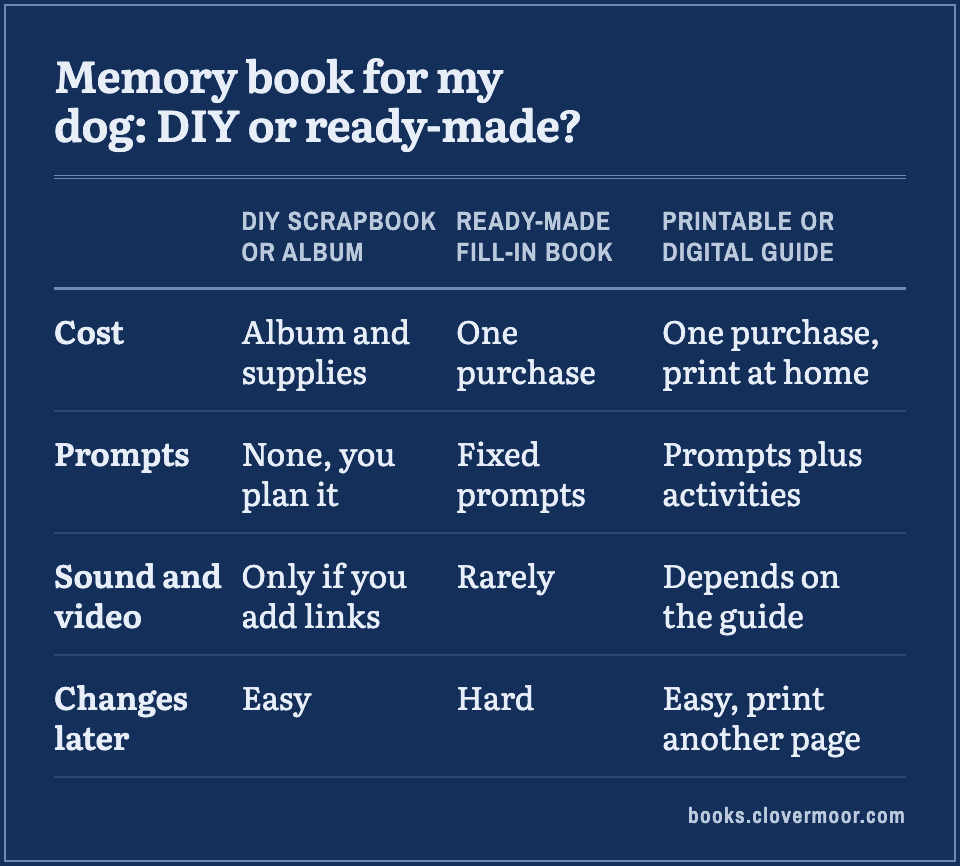 Memory book for my
dog: DIY or ready-made?
DIY SCRAPBOOK
OR ALBUM
READY-MADE
FILL-IN BOOK
PRINTABLE OR
DIGITAL GUIDE
Cost
Album and
supplies
One
purchase
One purchase,
print at home
Prompts
None, you
plan it
Fixed
prompts
Prompts plus
activities
Sound and
video
Only if you
add links
Rarely
Depends on
the guide
Changes
later
Easy
Hard
Easy, print
another page
books.clovermoor.com